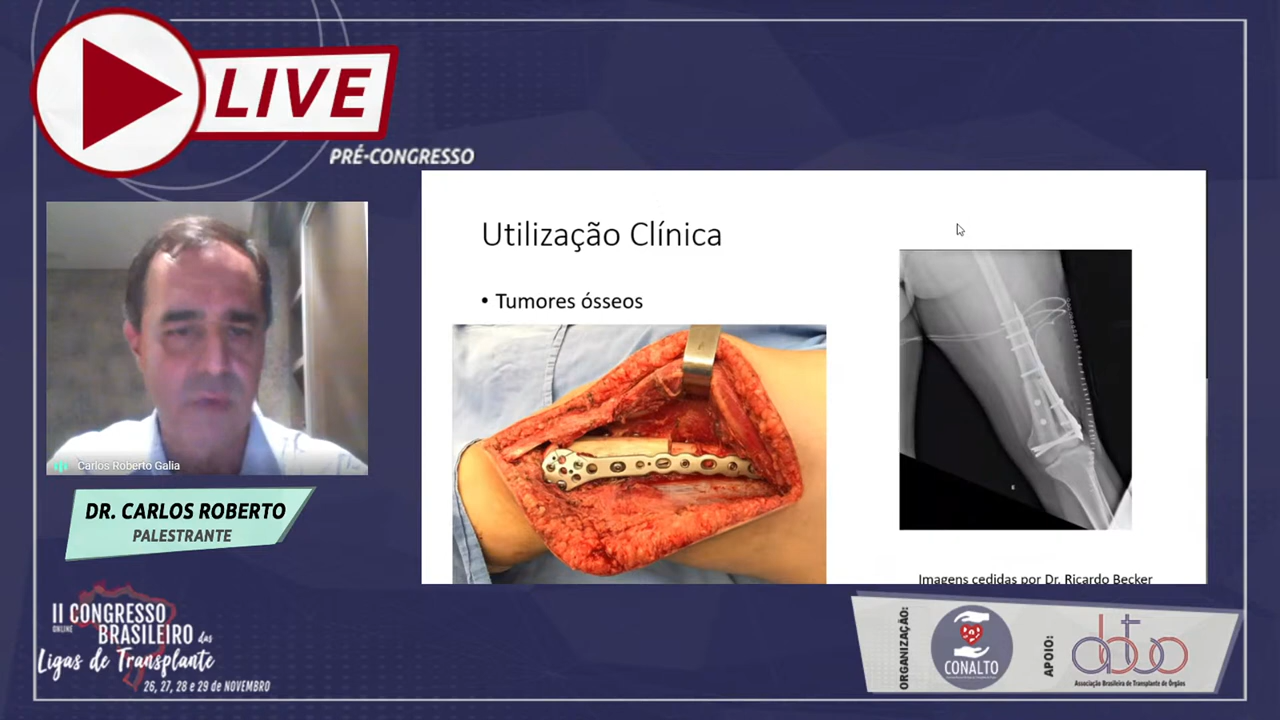 LIVE
PRÉ-CONGRESSO
Utilização Clínica
• Tumores ósseos
Carlos Roberto Galia
DR. CARLOS ROBERTO
PALESTRANTE
Imagens cedidas por Dr. Ricardo Becker
II CONGRESSO
ONLINE
BRASILEIRO das
Ligas de Transplante
26, 27, 28 e 29 de NOVEMBRO
ORGANIZAÇÃO:
CONALTO
APOIO:
abto
Associação Brasileira de Transplante de Órgãos